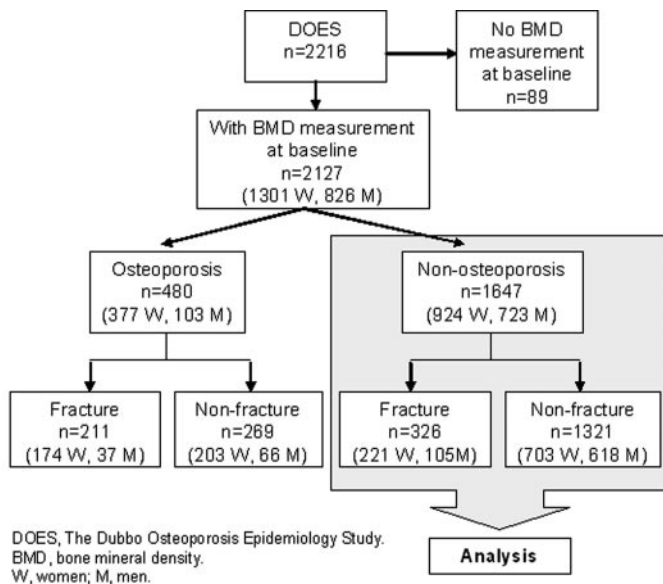 DOES
n=2216
No BMD
measurement
at baseline
n=89
With BMD measurement
at baseline
n=2127
(1301 W, 826 M)
Osteoporosis
n=480
(377 W, 103 M)
Non-osteoporosis
n=1647
(924 W, 723 M)
Fracture
n=211
(174 W, 37 M)
Non-fracture
n=269
(203 W, 66 M)
Fracture
n=326
(221 W, 105M)
Non-fracture
n=1321
(703 W, 618 M)
DOES, The Dubbo Osteoporosis Epidemiology Study.
BMD, bone mineral density.
W, women; M, men.
Analysis